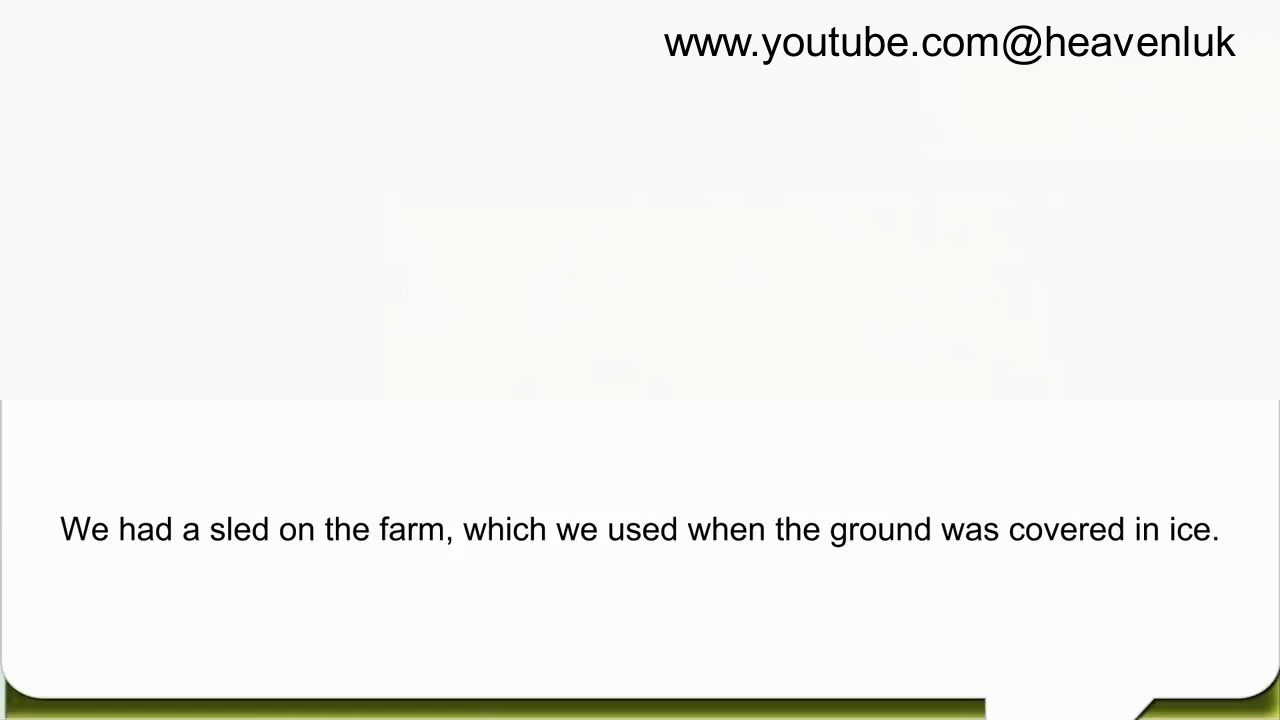 www.youtube.com@heavenluk
We had a sled on the farm, which we used when the ground was covered in ice.